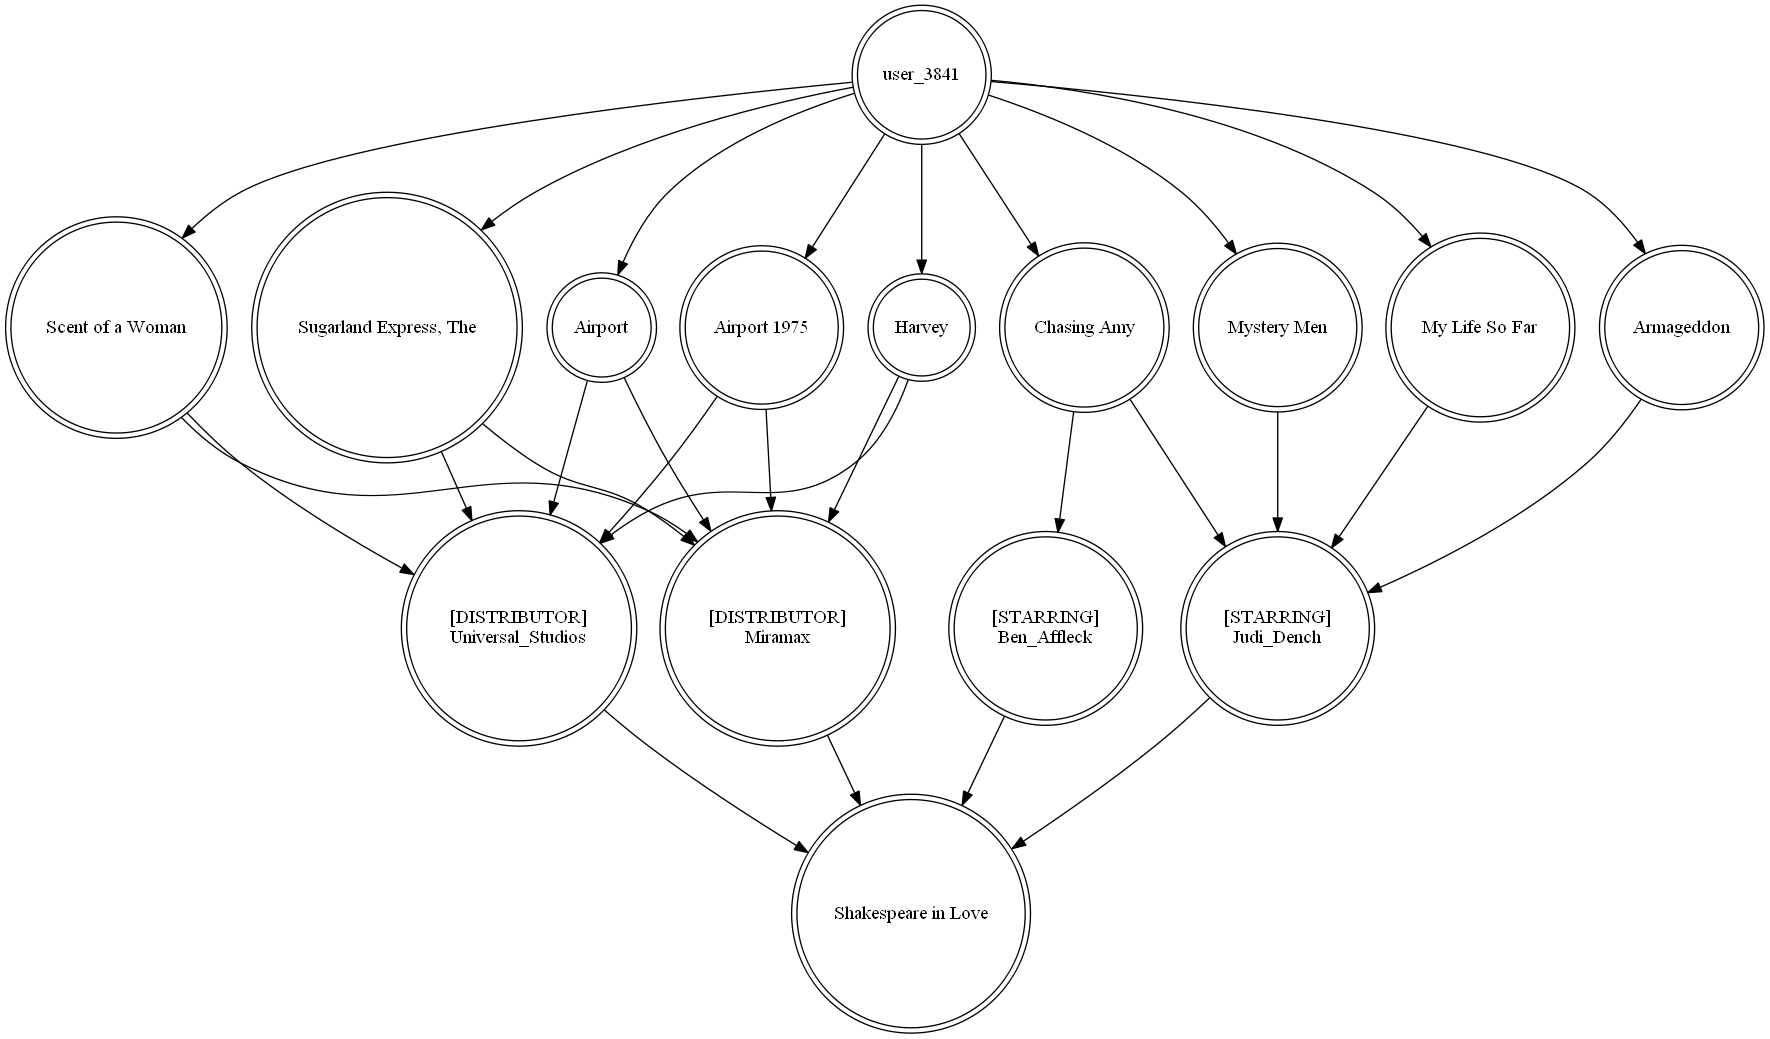 user_3841
Scent of a Woman
Sugarland Express, The
Airport
Airport 1975
Harvey
Chasing Amy
Mystery Men
My Life So Far
Armageddon
[DISTRIBUTOR]
Universal_Studios
[DISTRIBUTOR]
Miramax
[STARRING]
Ben_Affleck
[STARRING]
Judi_Dench
Shakespeare in Love